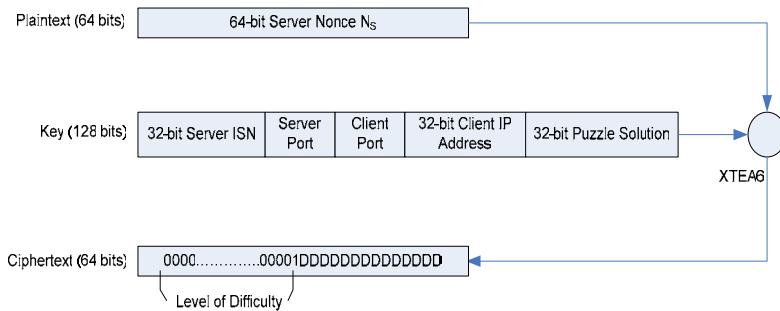 Plaintext (64 bits)
64-bit Server Nonce NS
Key (128 bits)
32-bit Server ISN
Server
Port
Client
Port
32-bit Client IP
Address
32-bit Puzzle Solution
XTEA6
Ciphertext (64 bits)
0000..............00001DDDDDDDDDDDDDD
Level of Difficulty